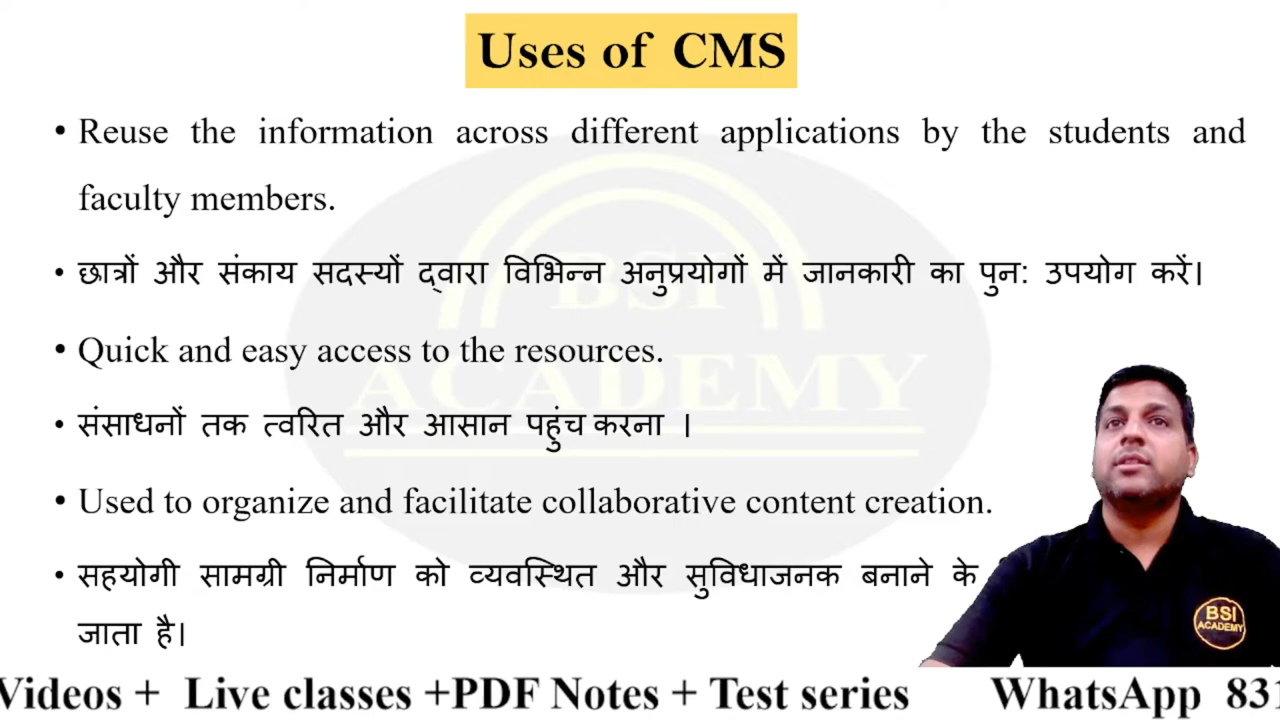 Uses of CMS
• Reuse the information across different applications by the students and
faculty members.
• छात्रों और संकाय सदस्यों द्वारा विभिन्न अनुप्रयोगों में जानकारी का पुन: उपयोग करें।
BSI
• Quick and easy access to the resources.
ACADEMY
• संसाधनों तक त्वरित और आसान पहुंच करना ।
• Used to organize and facilitate collaborative content creation.
• सहयोगी सामग्री निर्माण को व्यवस्थित और सुविधाजनक बनाने के
BSI
ACADEMY
जाता है।
Videos + Live classes +PDF Notes + Test series WhatsApp 831